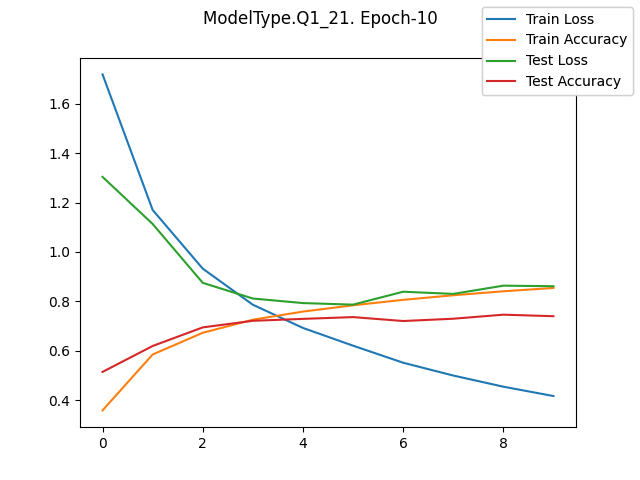 ModelType.Q1_21. Epoch-10
Train Loss
Train Accuracy
Test Loss
Test Accuracy
1.6
1.4
1.2
1.0
0.8
0.6
0.4
0 2 4 6 8